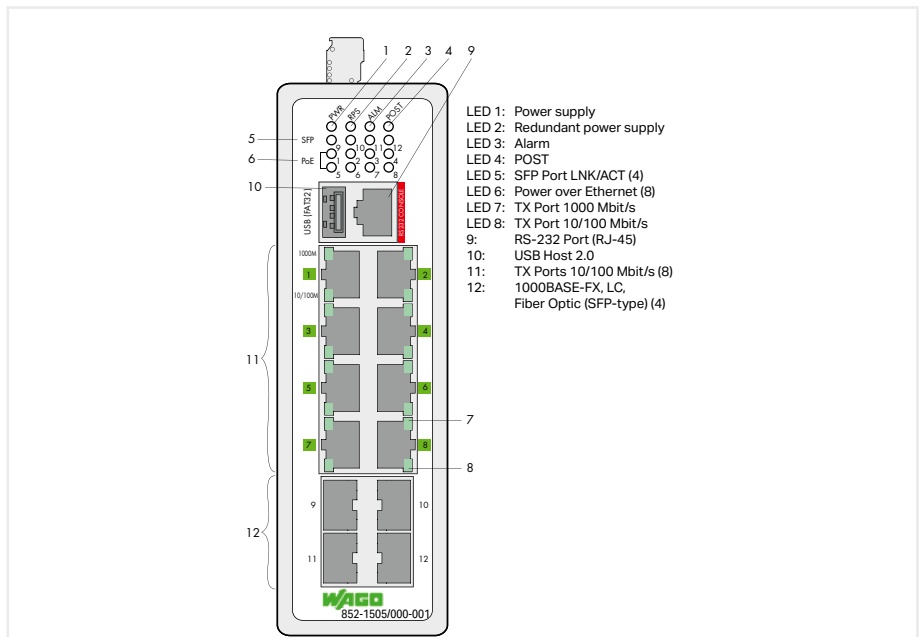 1 2 3 4 9
PWR RPS ALM POST
5 SFP
9 10 11 12
6 PoE
1 2 3 4
5 6 7 8
10
USB (FAT32)
RS 232 CONSOLE
1000M
1 2
10/100M
3 4
11
5 6
7
7 8
8
9 10
12
11 12
WAGO
852-1505/000-001
LED 1: Power supply
LED 2: Redundant power supply
LED 3: Alarm
LED 4: POST
LED 5: SFP Port LNK/ACT (4)
LED 6: Power over Ethernet (8)
LED 7: TX Port 1000 Mbit/s
LED 8: TX Port 10/100 Mbit/s
9: RS-232 Port (RJ-45)
10: USB Host 2.0
11: TX Ports 10/100 Mbit/s (8)
12: 1000BASE-FX, LC,
Fiber Optic (SFP-type) (4)